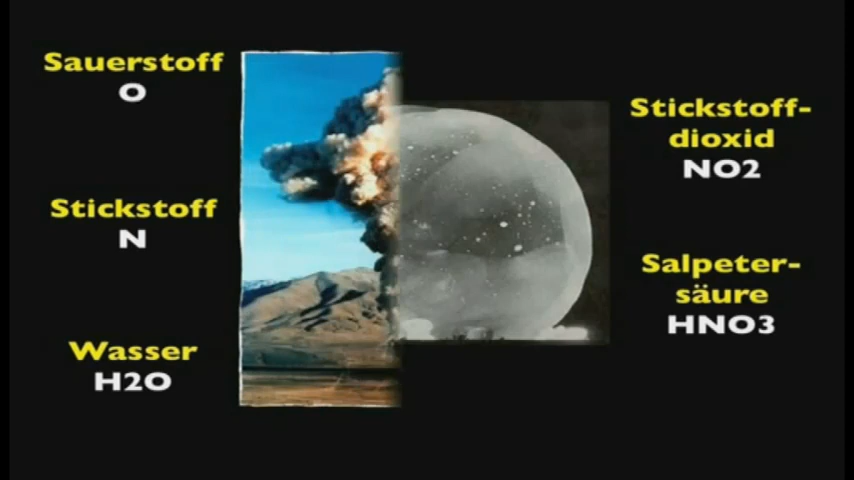 Sauerstoff
O
Stickstoff
N
Wasser
H2O
Stickstoff-
dioxid
NO2
Salpeter-
säure
HNO3